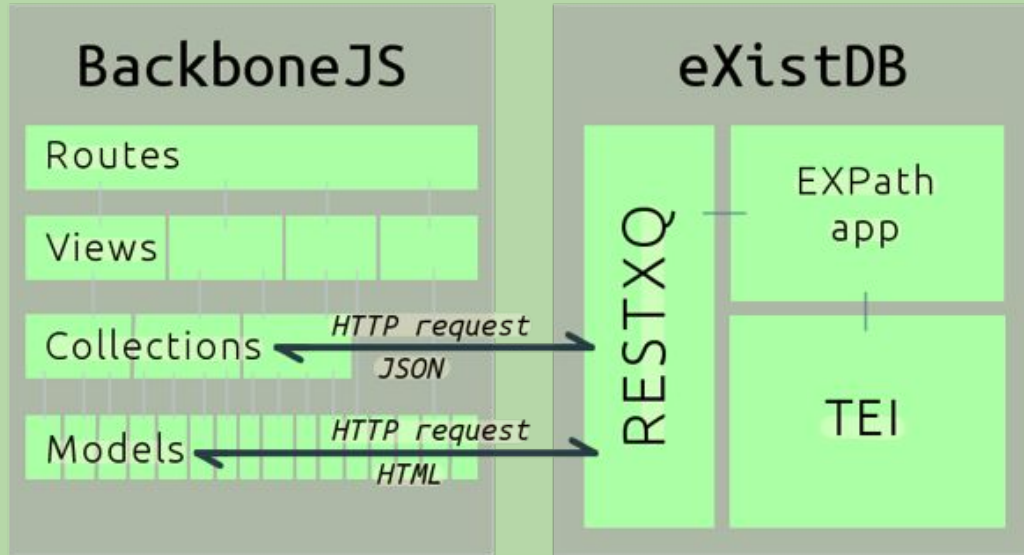 BackboneJS
Routes
Views
Collections
Models
HTTP request
JSON
HTTP request
HTML
eXistDB
RESTXQ
EXPath
app
TEI